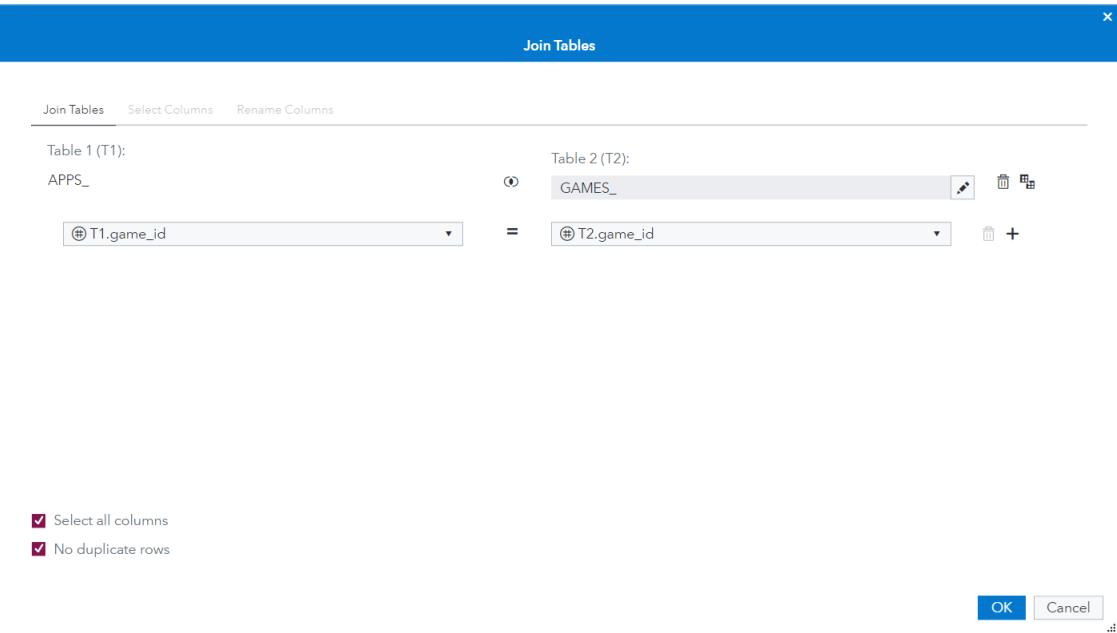 Join Tables
Join Tables Select Columns Rename Columns
Table 1 (T1):
Table 2 (T2):
APPS_
GAMES_
T1.game_id = T2.game_id
Select all columns
No duplicate rows
OK Cancel